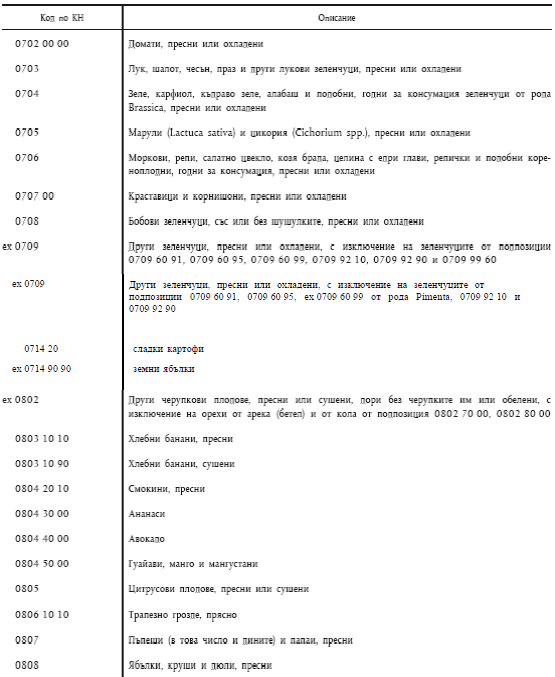 Код по КН Описание
0702 00 00 Домати, пресни или охладени
0703 Лук, шалот, чесън, праз и други лукови зеленчуци, пресни или охладени
0704 Зеле, карфиол, къдраво зеле, алабаш и подобни, годни за консумация зеленчуци от рода
Brassica, пресни или охладени
0705 Марули (Lactuca sativa) и цикория (Cichorium spp.), пресни или охладени
0706 Моркови, репи, салатно цвекло, козя брада, целина с едри глави, репички и подобни коре-
ноплодни, годни за консумация, пресни или охладени
0707 00 Краставици и корнишони, пресни или охладени
0708 Бобови зеленчуци, със или без шушулките, пресни или охладени
ex 0709 Други зеленчуци, пресни или охладени, с изключение на зеленчуците от подпозиции
0709 60 91, 0709 60 95, 0709 60 99, 0709 92 10, 0709 92 90 и 0709 99 60
ex 0709 Други зеленчуци, пресни или охладени, с изключение на зеленчуците от
подпозиции 0709 60 91, 0709 60 95, ex 0709 60 99 от рода Pimenta, 0709 92 10 и
0709 92 90
0714 20 сладки картофи
ex 0714 90 90 земни ябълки
ex 0802 Други черупкови плодове, пресни или сушени, дори без черупките им или обелени, с
изключение на орехи от арека (бетел) и от кола от подпозиция 0802 70 00, 0802 80 00
0803 10 10 Хлебни банани, пресни
0803 10 90 Хлебни банани, сушени
0804 20 10 Смокини, пресни
0804 30 00 Ананаси
0804 40 00 Авокадо
0804 50 00 Гуайави, манго и мангустани
0805 Цитрусови плодове, пресни или сушени
0806 10 10 Трапезно грозде, прясно
0807 Пъпеши (в това число и дините) и папаи, пресни
0808 Ябълки, круши и дюли, пресни